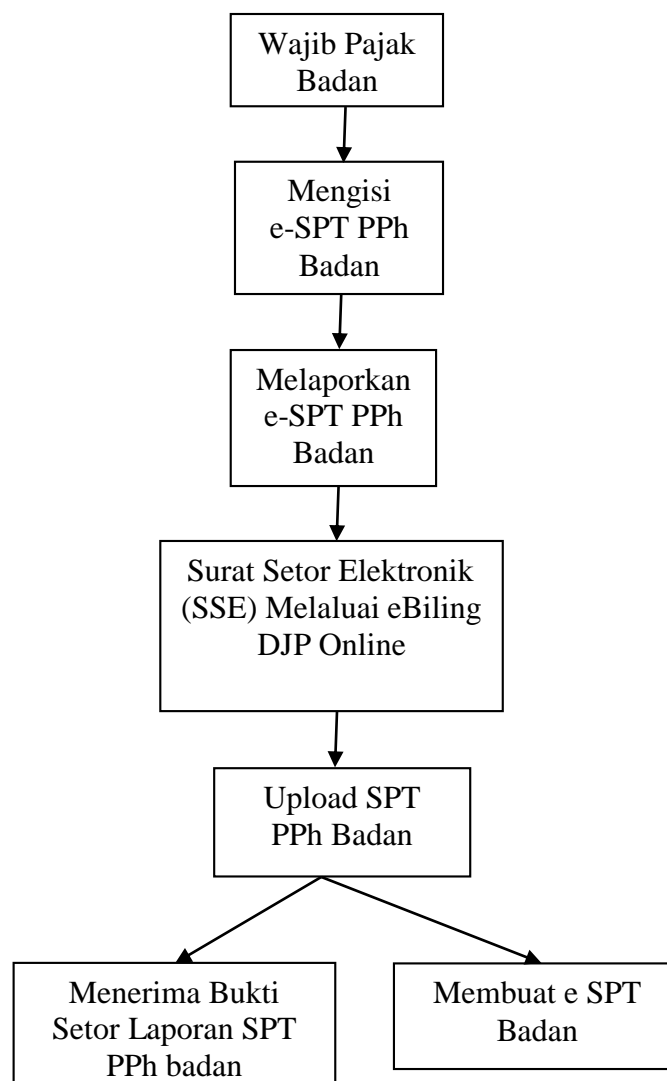 Wajib Pajak
Badan
Mengisi
e-SPT PPh
Badan
Melaporkan
e-SPT PPh
Badan
Surat Setor Elektronik
(SSE) Melaluai eBiling
DJP Online
Upload SPT
PPh Badan
Menerima Bukti
Setor Laporan SPT
PPh badan
Membuat e SPT
Badan